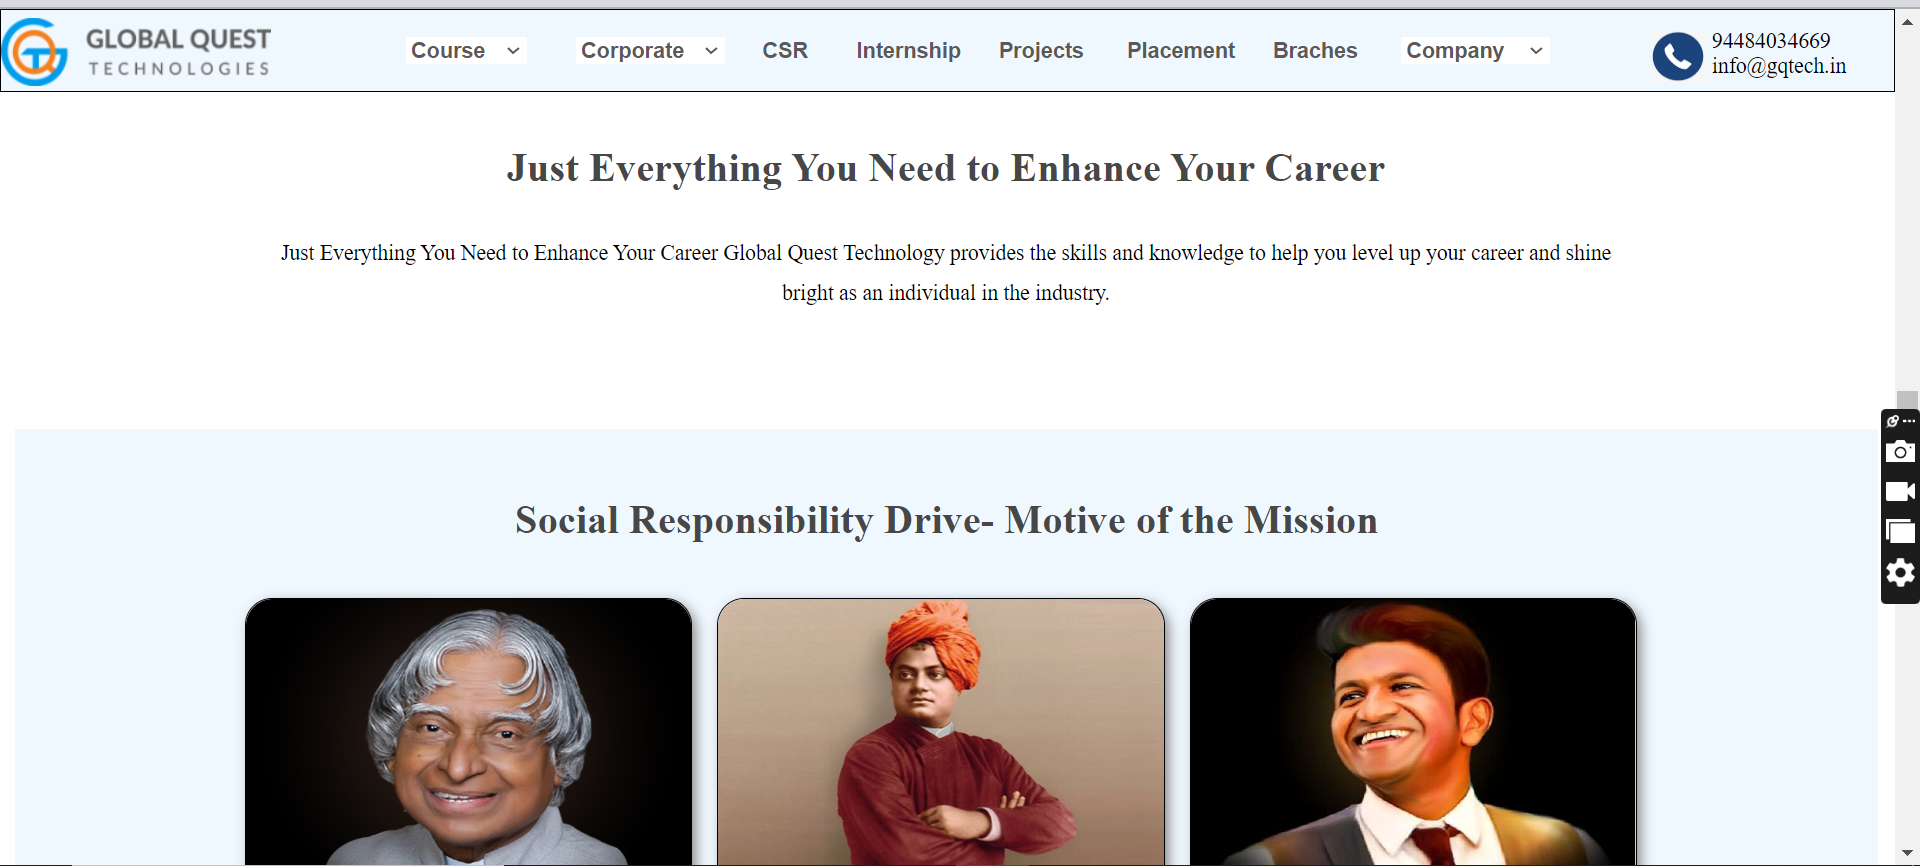 GLOBAL QUEST
TECHNOLOGIES
Course
Corporate
CSR
Internship
Projects
Placement
Braches
Company
94484034669
info@gqtech.in
Just Everything You Need to Enhance Your Career
Just Everything You Need to Enhance Your Career Global Quest Technology provides the skills and knowledge to help you level up your career and shine
bright as an individual in the industry.
Social Responsibility Drive- Motive of the Mission